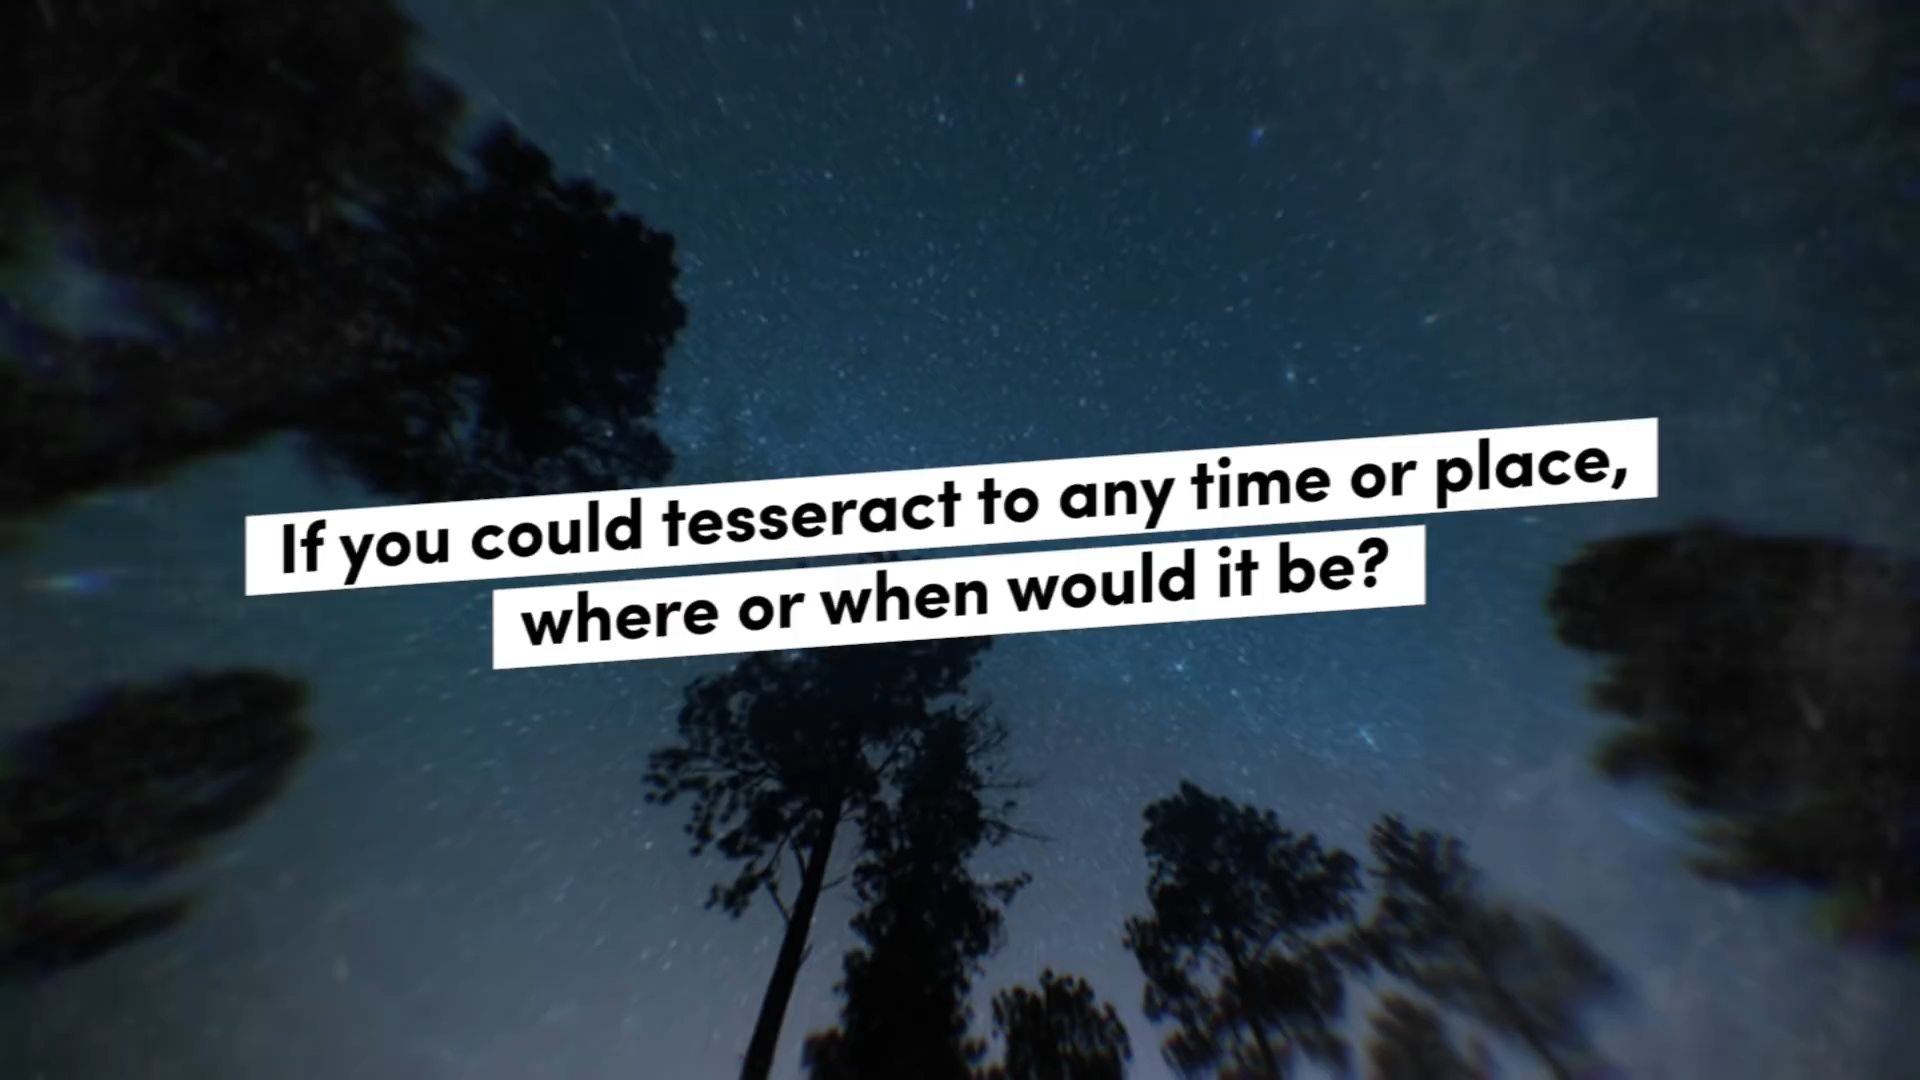 If you could tesseract to any time or place,
where or when would it be?